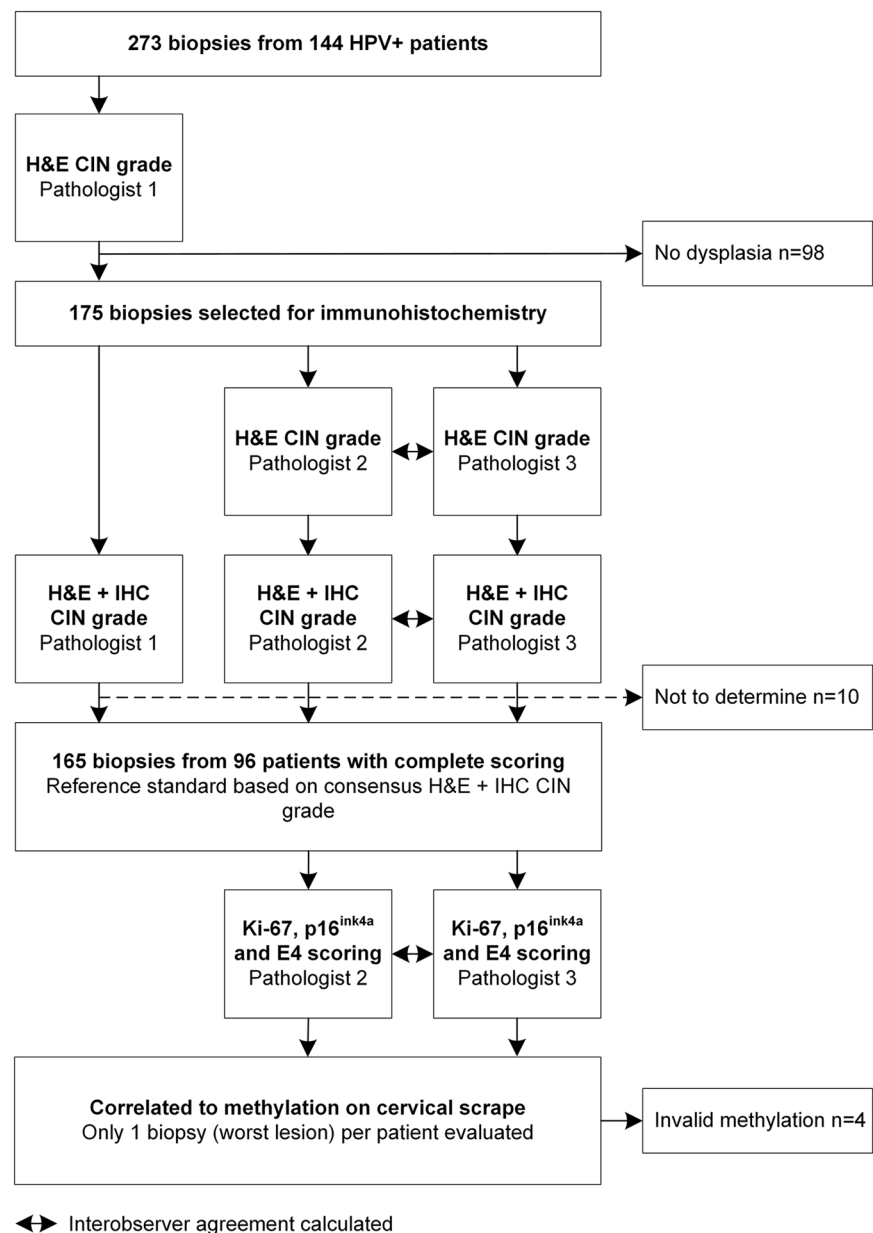 273 biopsies from 144 HPV+ patients
H&E CIN grade
Pathologist 1
No dysplasia n=98
175 biopsies selected for immunohistochemistry
H&E CIN grade
Pathologist 2
H&E CIN grade
Pathologist 3
H&E + IHC
CIN grade
Pathologist 1
H&E + IHC
CIN grade
Pathologist 2
H&E + IHC
CIN grade
Pathologist 3
Not to determine n=10
165 biopsies from 96 patients with complete scoring
Reference standard based on consensus H&E + IHC CIN
grade
Ki-67, p16ink4a
and E4 scoring
Pathologist 2
Ki-67, p16ink4a
and E4 scoring
Pathologist 3
Correlated to methylation on cervical scrape
Only 1 biopsy (worst lesion) per patient evaluated
Invalid methylation n=4
Interobserver agreement calculated